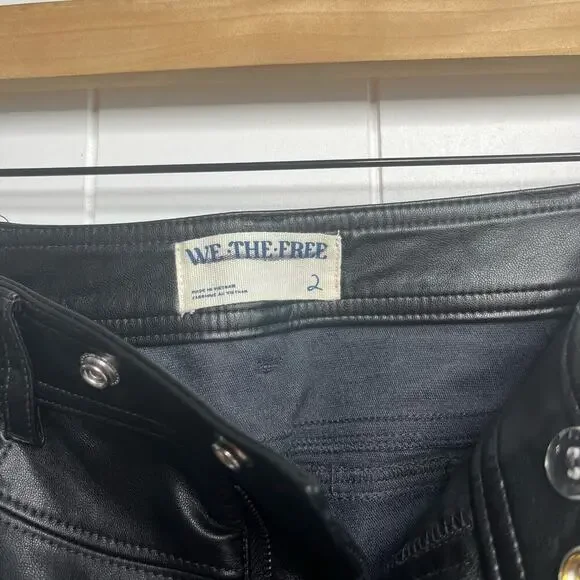 WE·THE·FREE
MADE IN VIETNAM
FABRIQUÉ AU VIETNAM
2